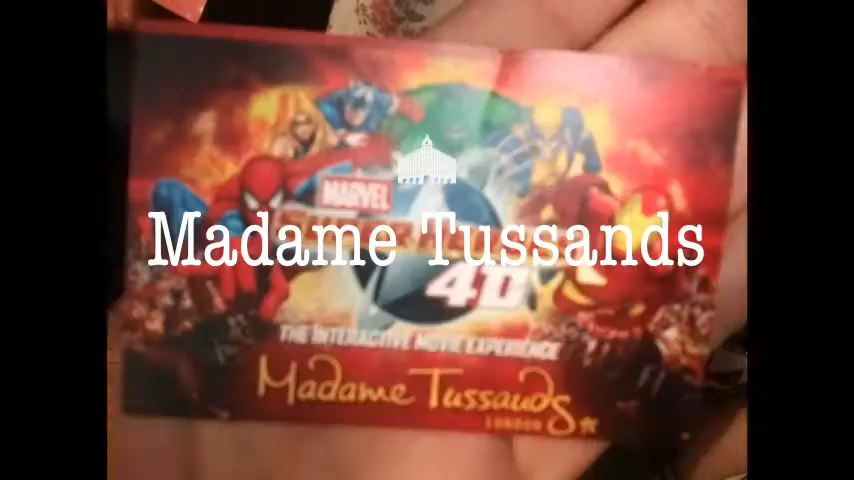 MARVEL
Madame Tussands
4D
THE INTERACTIVE MOVIE EXPERIENCE
Madame Tussauds
LONDON